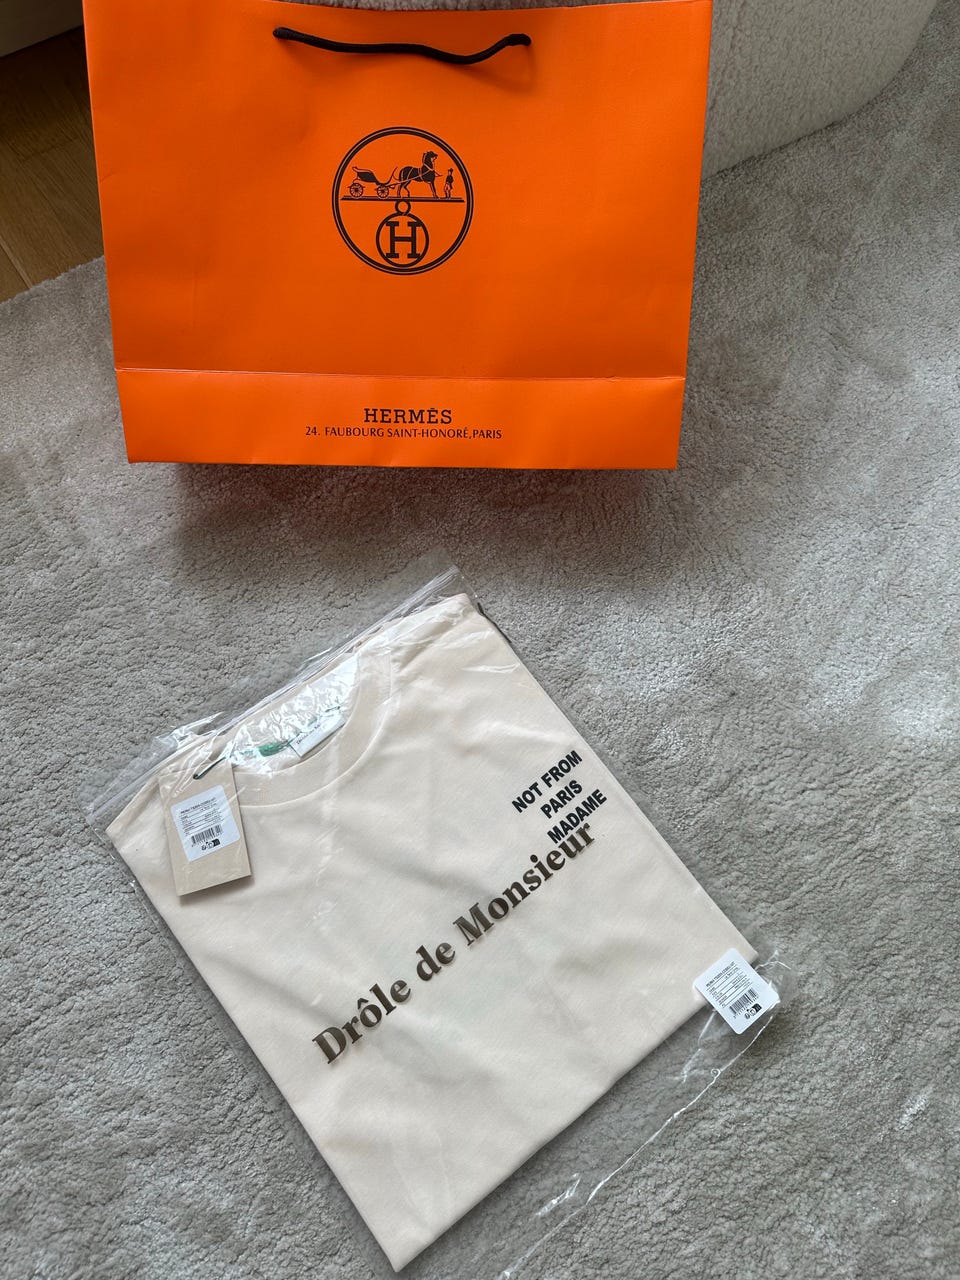 H
HERMÈS
24. FAUBOURG SAINT-HONORÉ, PARIS
NOT FROM
PARIS
MADAME
Drôle de Monsieur